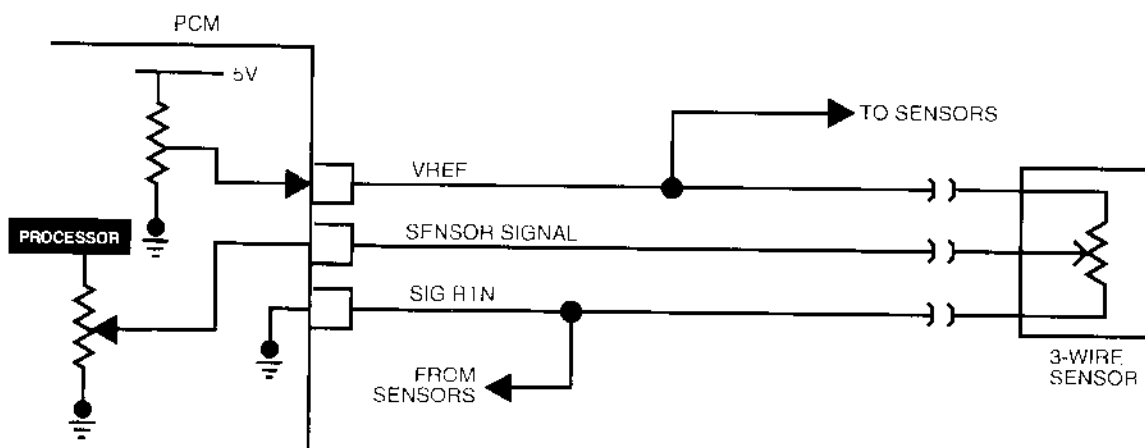 PCM
5V
TO SENSORS
VREF
PROCESSOR
SENSOR SIGNAL
SIG RTN
3-WIRE
SENSOR
FROM
SENSORS